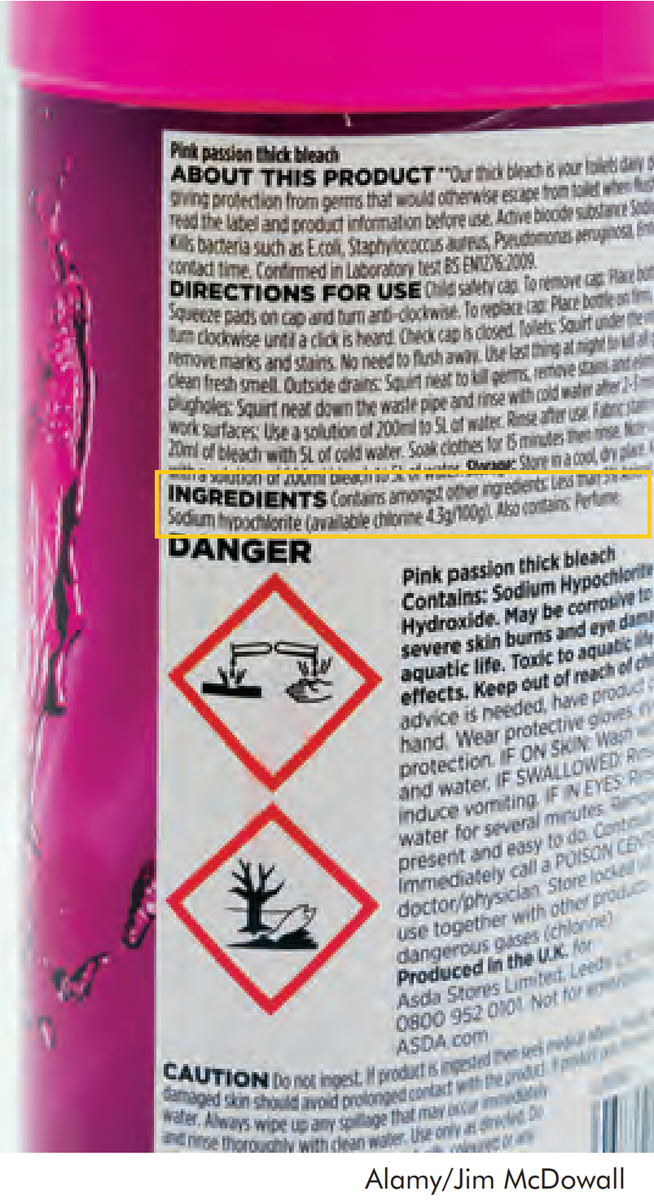 Pink passion thick bleach
ABOUT THIS PRODUCT **Our thick bleach is your toilets daily
giving protection from germs that would otherwise escape from toilet when
read the label and product information before use. Active biocide substance
Kills bacteria such as E.coli, Staphylococcus aureus, Pseudomonas aeruginosa,
contact time. Confirmed in Laboratory test BS EN1276:2009.
DIRECTIONS FOR USE Child safety cap. To remove cap: Place
Squeeze pads on cap and turn anti-clockwise. To replace cap: Place bottle on
turn clockwise until a click is heard. Check cap is closed. Toilets: Squirt under the
remove marks and stains. No need to flush away. Use last thing at night to kill all
clean fresh smell. Outside drains: Squirt neat to kill germs, remove stains and
plugholes: Squirt neat down the waste pipe and rinse with cold water after
work surfaces: Use a solution of 200ml to 5L of water. Rinse after use. Fabric
20ml of bleach with 5L of cold water. Soak clothes for 15 minutes then rinse.
with a solution of 200ml bleach to 5L of water. Storage: Store in a cool, dry place.
INGREDIENTS Contains amongst other ingredients: Less than 5%
Sodium hypochlorite (available chlorine 4.3g/100g). Also contains: Perfume
DANGER
Pink passion thick bleach
Contains: Sodium Hypochlorite
Hydroxide. May be corrosive to
severe skin burns and eye
aquatic life. Toxic to aquatic life
effects. Keep out of reach of
advice is needed, have product
hand. Wear protective gloves,
protection. IF ON SKIN: Wash
and water. IF SWALLOWED:
induce vomiting. IF IN EYES:
water for several minutes.
present and easy to do.
Immediately call a POISON
doctor/physician. Store locked
use together with other
dangerous gases (chlorine)
Produced in the U.K. for
Asda Stores Limited, Leeds
0800 952 0101. Not for
ASDA.com
CAUTION Do not ingest. If product is ingested then seek medical
damaged skin should avoid prolonged contact with the product. If product
water. Always wipe up any spillage that may occur immediately
and rinse thoroughly with clean water. Use only as directed. Do
coloured or any
Alamy/Jim McDowall